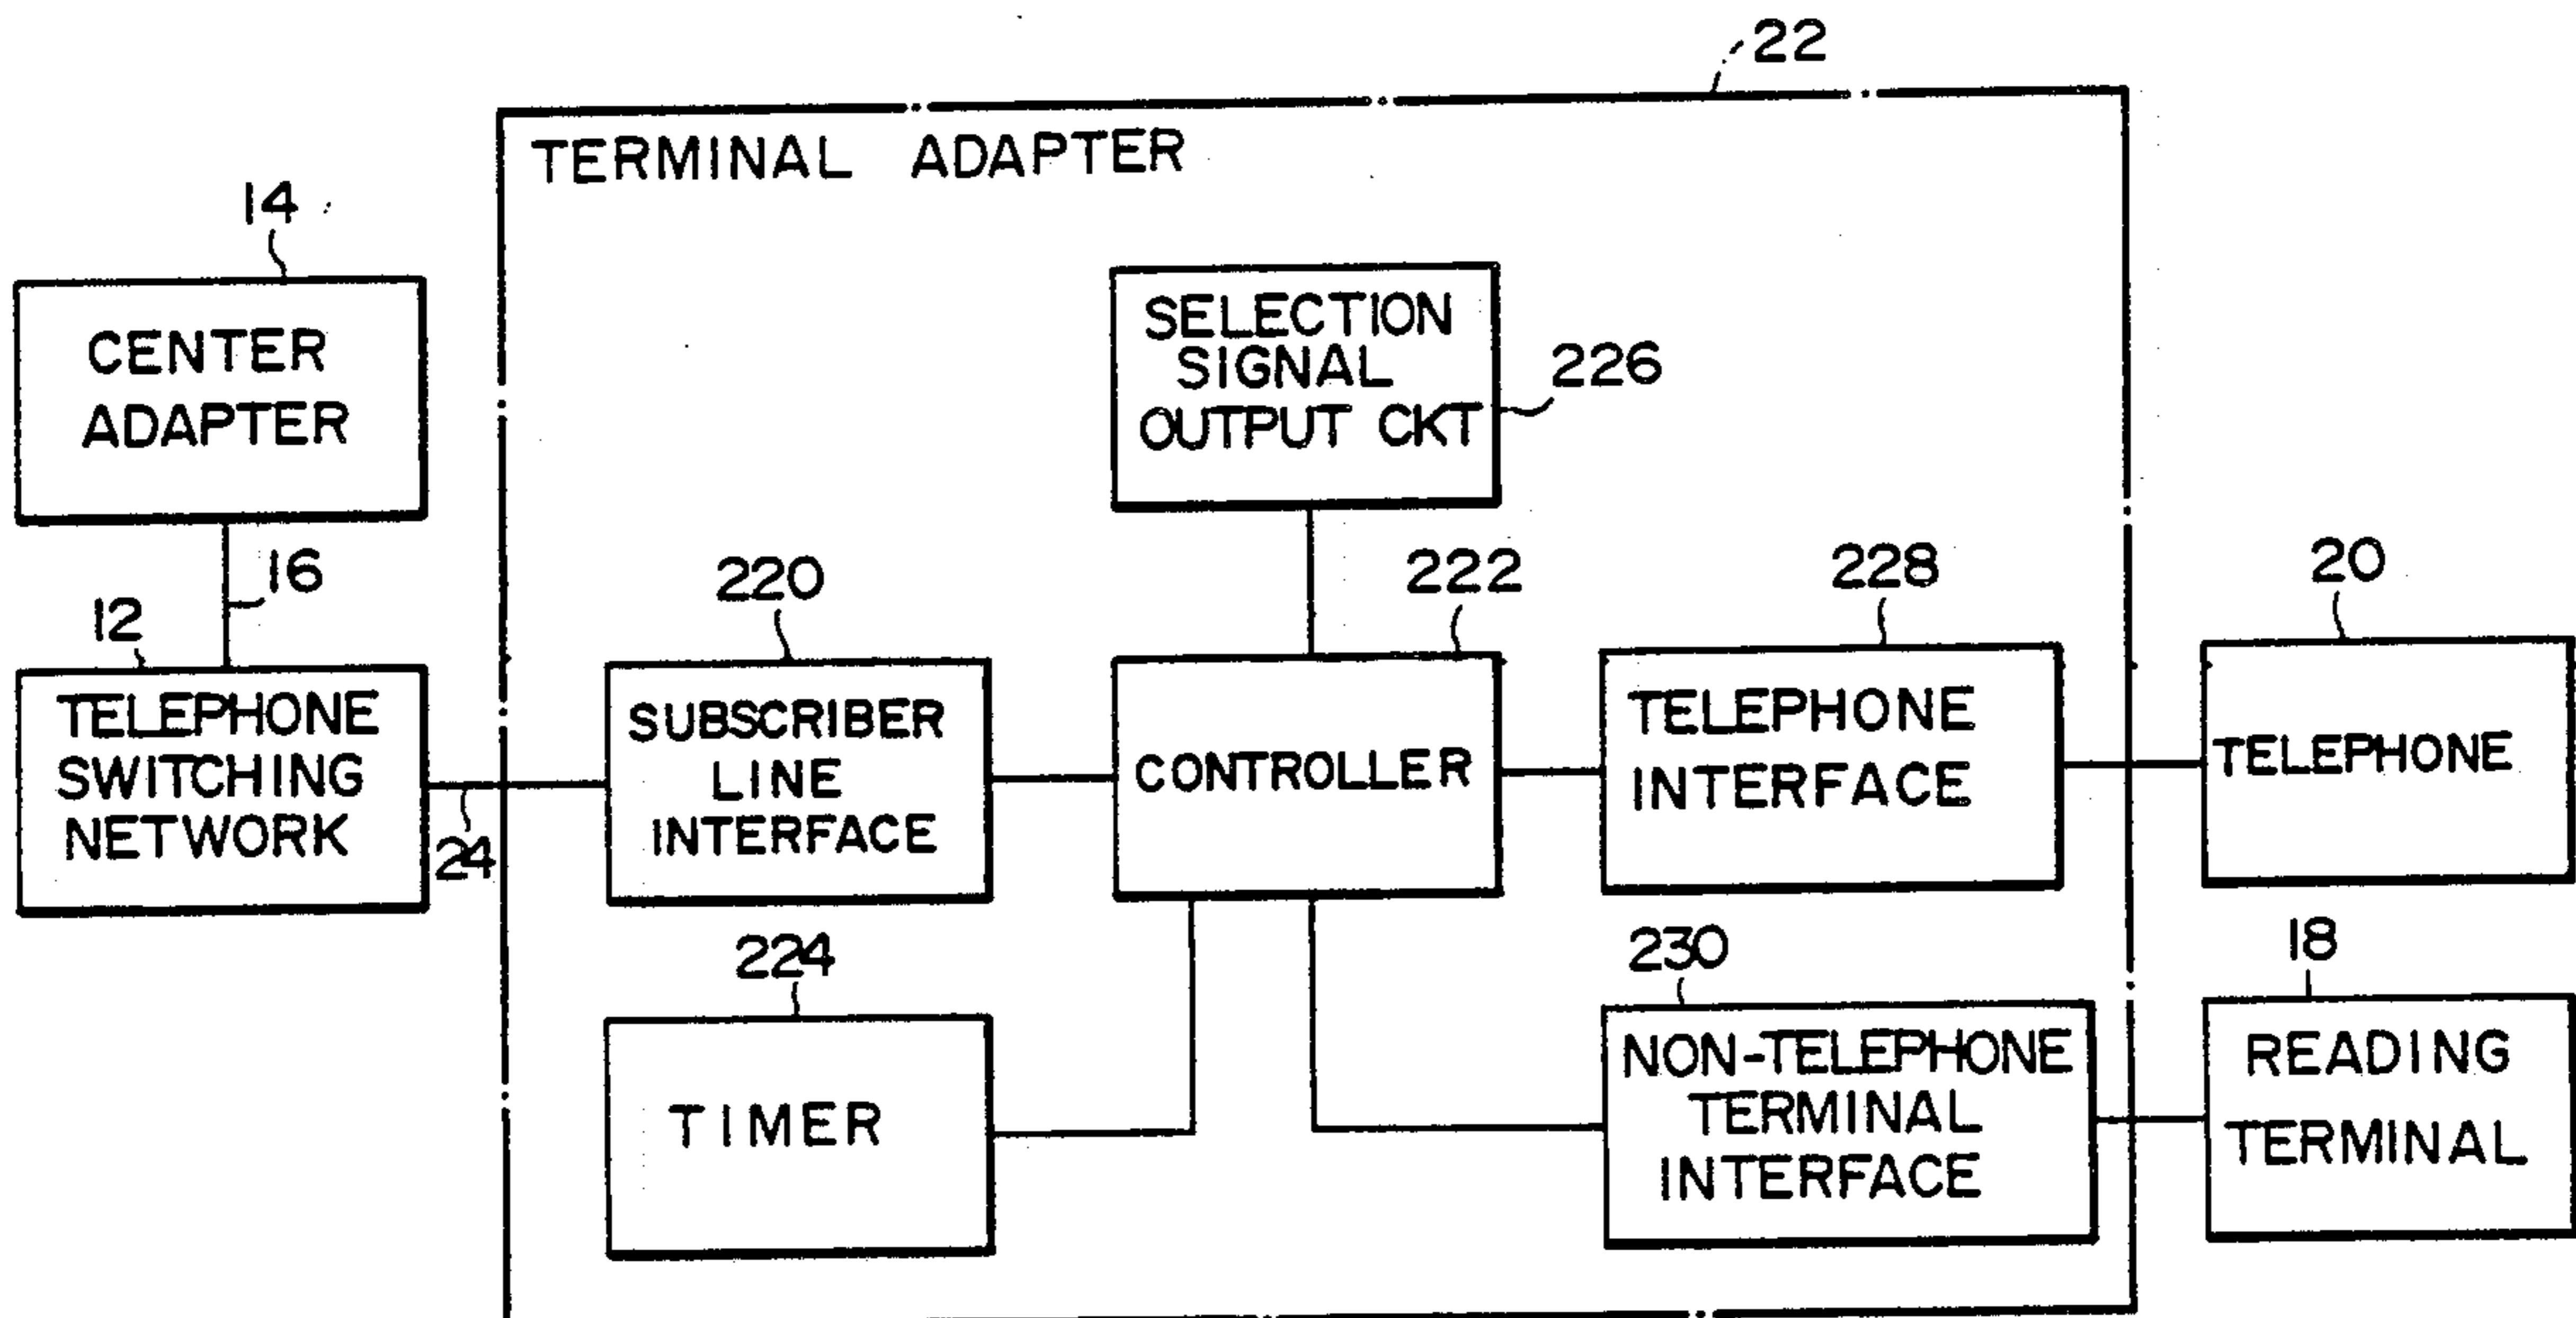 22
TERMINAL ADAPTER
14
CENTER
ADAPTER
SELECTION
SIGNAL
OUTPUT CKT
226
16
12
TELEPHONE
SWITCHING
NETWORK
24
220
SUBSCRIBER
LINE
INTERFACE
222
CONTROLLER
228
TELEPHONE
INTERFACE
20
TELEPHONE
224
TIMER
230
NON-TELEPHONE
TERMINAL
INTERFACE
18
READING
TERMINAL